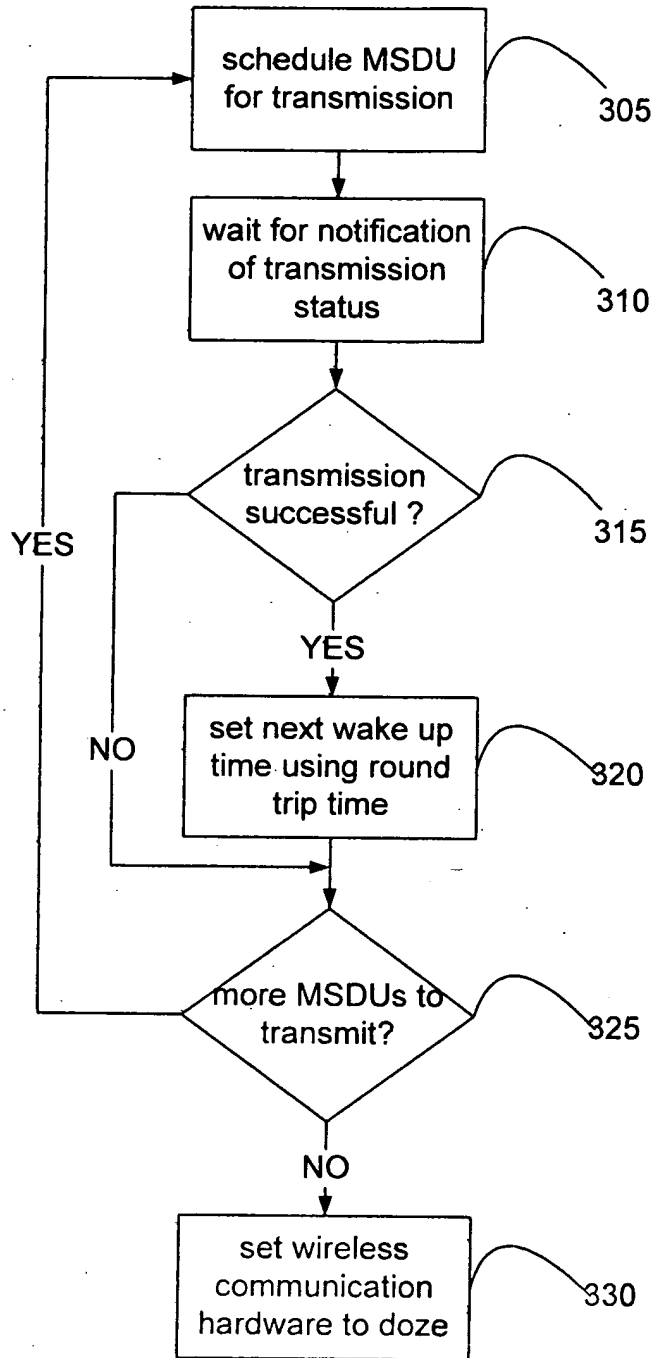 schedule MSDU
for transmission
305
wait for notification
of transmission
status
310
transmission
successful ?
315
YES
YES
set next wake up
time using round
trip time
320
NO
more MSDUs to
transmit?
325
NO
set wireless
communication
hardware to doze
330